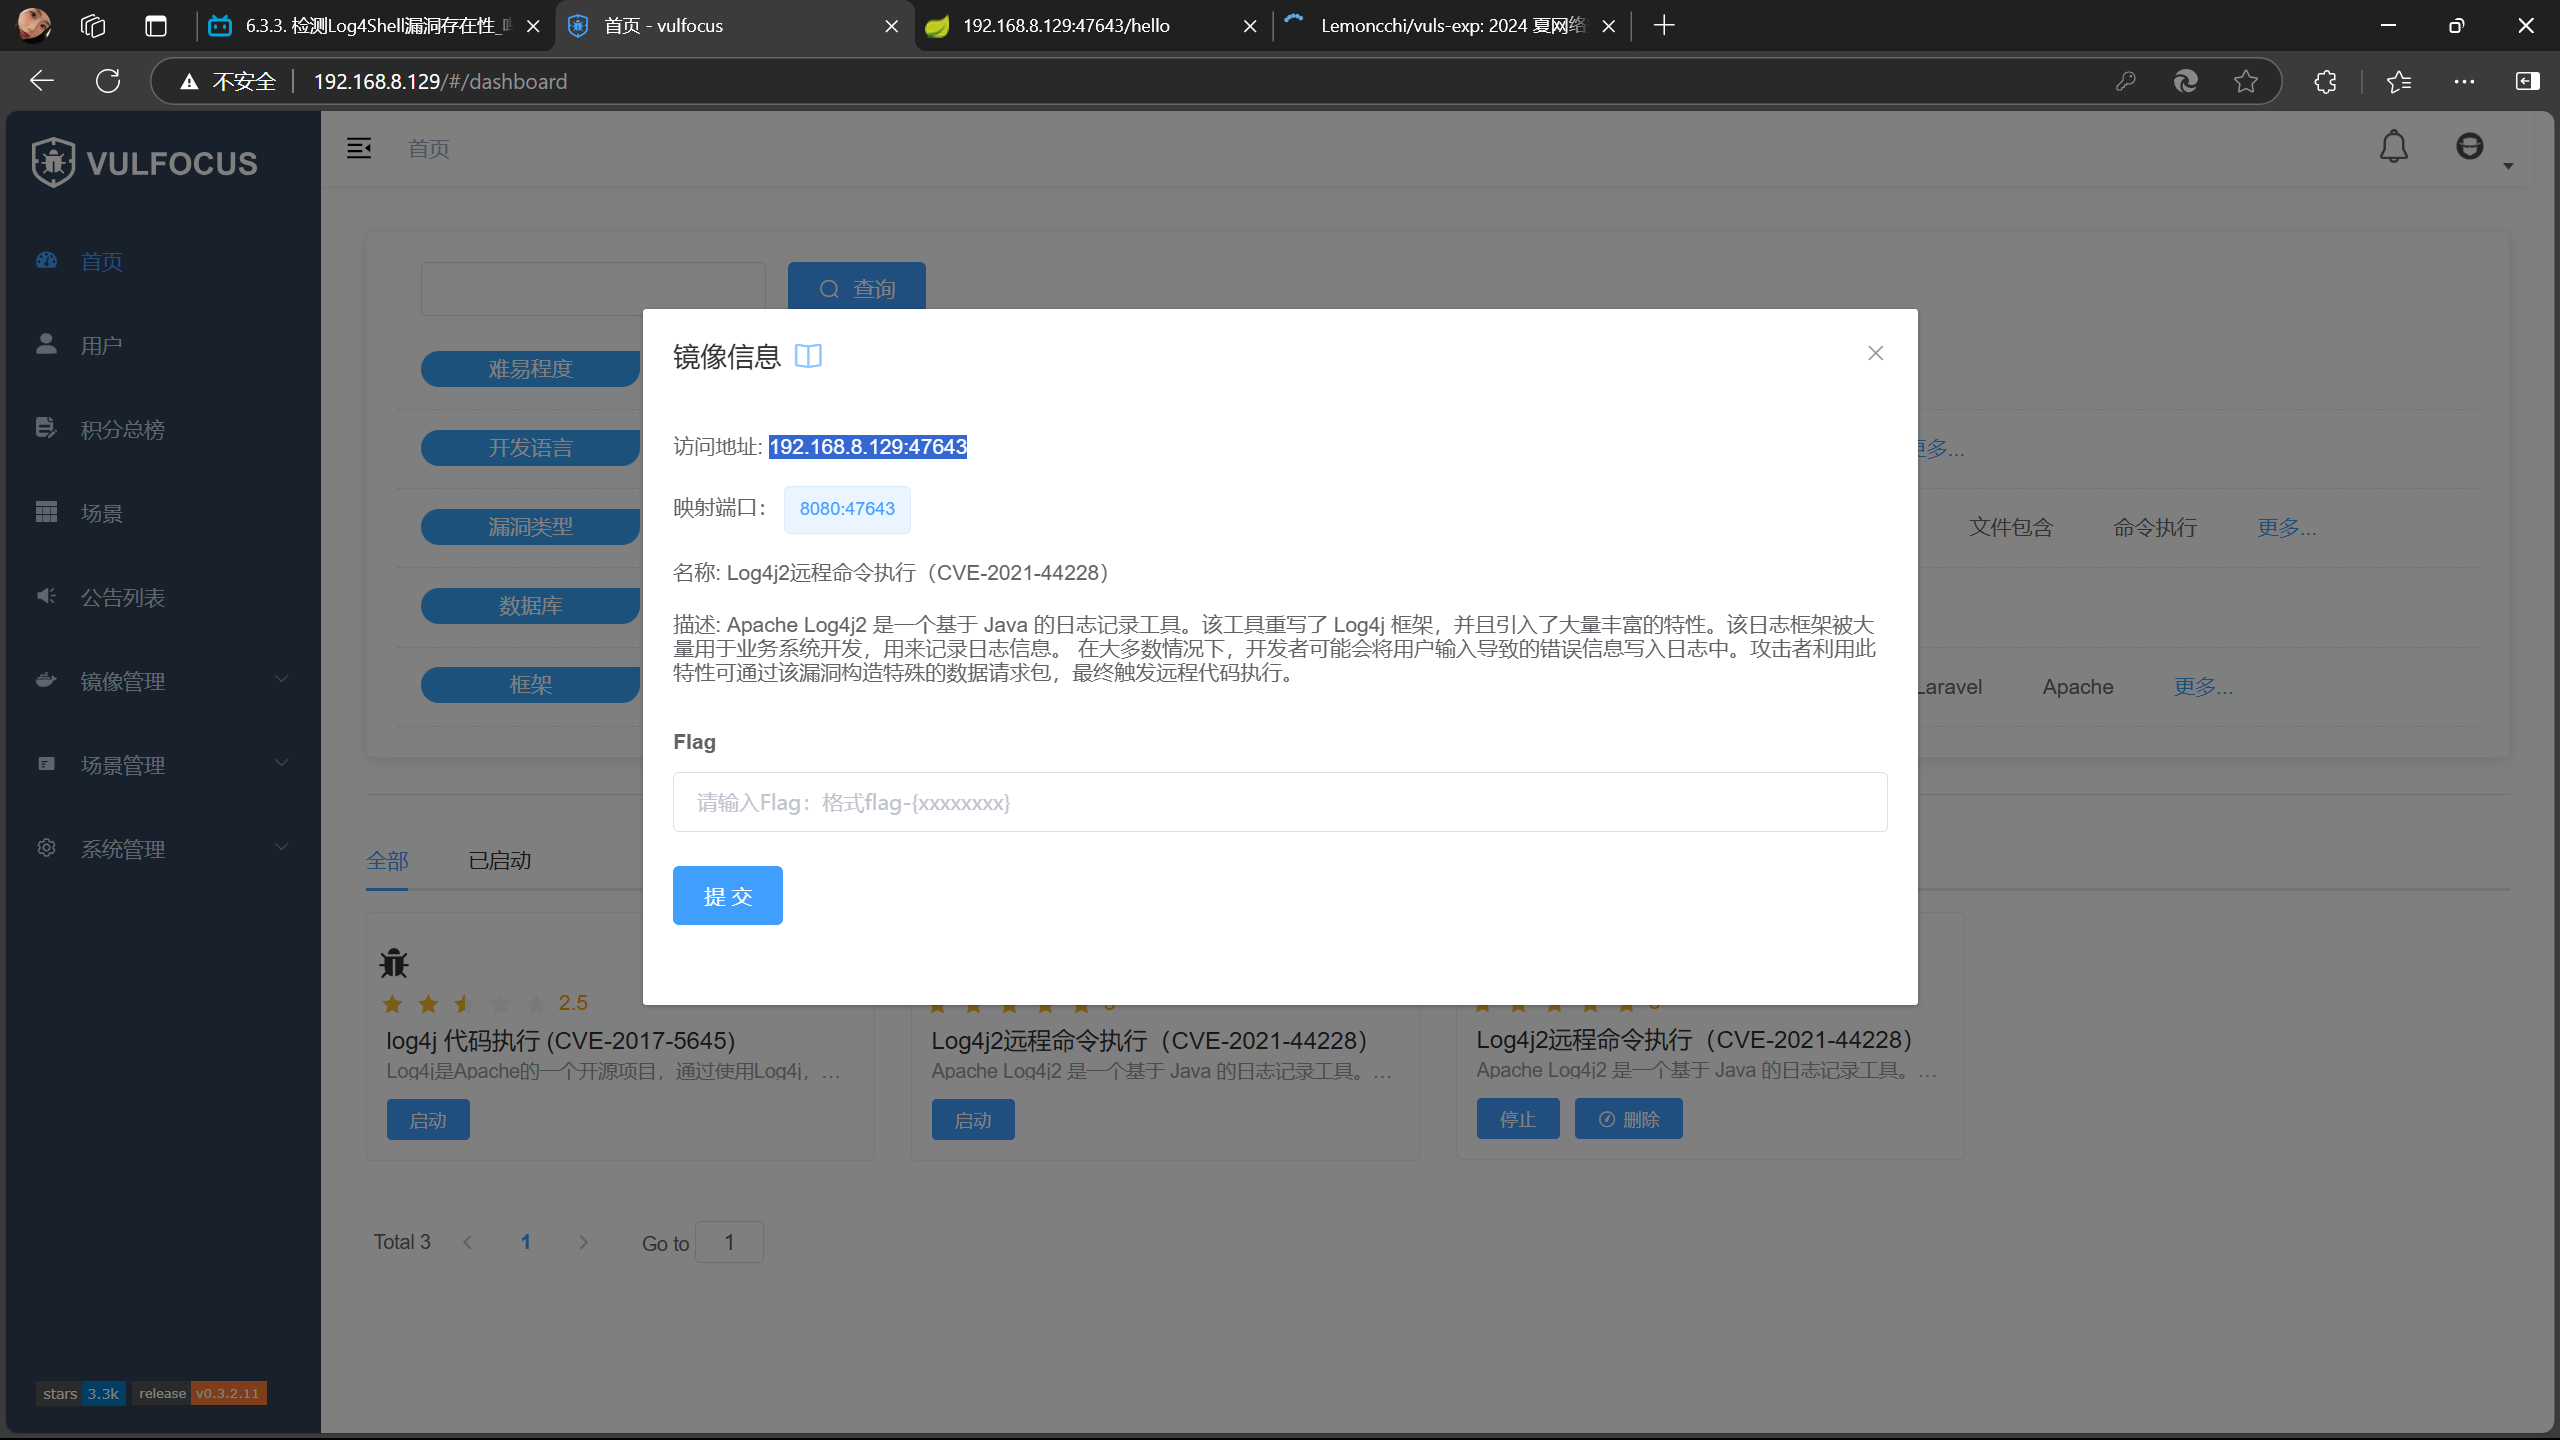 6.3.3. 检测Log4Shell漏洞存在性_
首页 - vulfocus
192.168.8.129:47643/hello
Lemoncchi/vuls-exp: 2024 夏网络
不安全
192.168.8.129/#/dashboard
VULFOCUS
首页
首页
用户
积分总榜
场景
公告列表
镜像管理
场景管理
系统管理
查询
难易程度
开发语言
更多...
漏洞类型
文件包含
命令执行
更多...
数据库
框架
Laravel
Apache
更多...
镜像信息
访问地址: 192.168.8.129:47643
映射端口：
8080:47643
名称: Log4j2远程命令执行（CVE-2021-44228）
描述: Apache Log4j2 是一个基于 Java 的日志记录工具。该工具重写了 Log4j 框架，并且引入了大量丰富的特性。该日志框架被大
量用于业务系统开发，用来记录日志信息。 在大多数情况下，开发者可能会将用户输入导致的错误信息写入日志中。攻击者利用此
特性可通过该漏洞构造特殊的数据请求包，最终触发远程代码执行。
Flag
请输入Flag：格式flag-{xxxxxxxx}
提 交
全部
已启动
2.5
log4j 代码执行 (CVE-2017-5645)
Log4j是Apache的一个开源项目，通过使用Log4j，...
启动
Log4j2远程命令执行（CVE-2021-44228）
Apache Log4j2 是一个基于 Java 的日志记录工具。...
启动
Log4j2远程命令执行（CVE-2021-44228）
Apache Log4j2 是一个基于 Java 的日志记录工具。...
停止
删除
Total 3
1
Go to
1
stars 3.3k
release v0.3.2.11